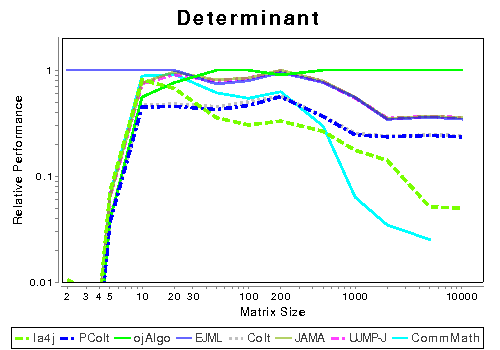 Determinant
1
0.1
0.01
Relative Performance
2 3 4 5 10 20 30 50 100 200 1000 10000
Matrix Size
la4j PColt ojAlgo EJML Colt JAMA UJMP-J CommMath